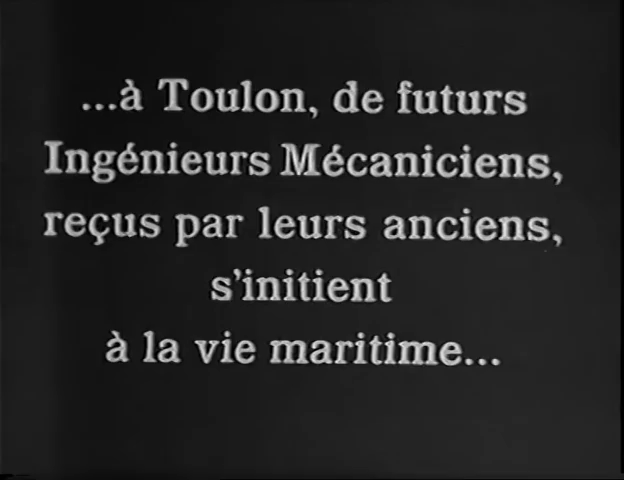 ...à Toulon, de futurs
Ingénieurs Mécaniciens,
reçus par leurs anciens,
s'initient
à la vie maritime...